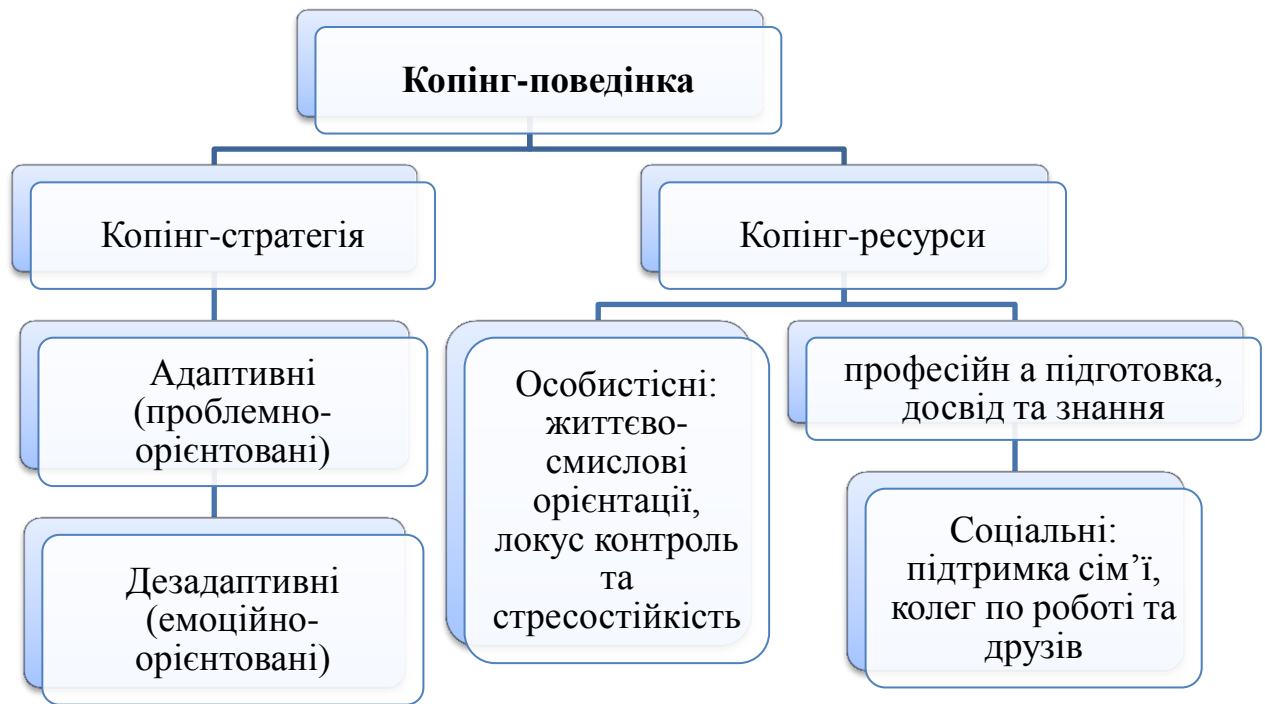 Копінг-поведінка
Копінг-стратегія
Копінг-ресурси
Адаптивні
(проблемно-
орієнтовані)
Дезадаптивні
(емоційно-
орієнтовані)
Особистісні:
життєво-
смислові
орієнтації,
локус контроль
та
стресостійкість
професійн а підготовка,
досвід та знання
Соціальні:
підтримка сім’ї,
колег по роботі та
друзів